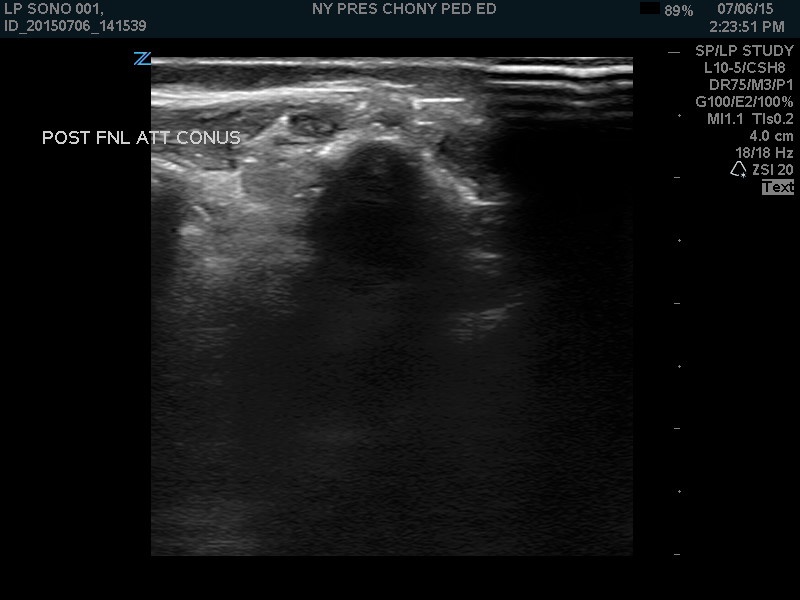 LP SONO 001,
ID_20150706_141539
NY PRES CHONY PED ED
89%
07/06/15
2:23:51 PM
SP/LP STUDY
L10-5/CSH8
DR75/M3/P1
G100/E2/100%
MI1.1 TIs0.2
4.0 cm
18/18 Hz
ZSI 20
Text
Z
POST FNL ATT CONUS